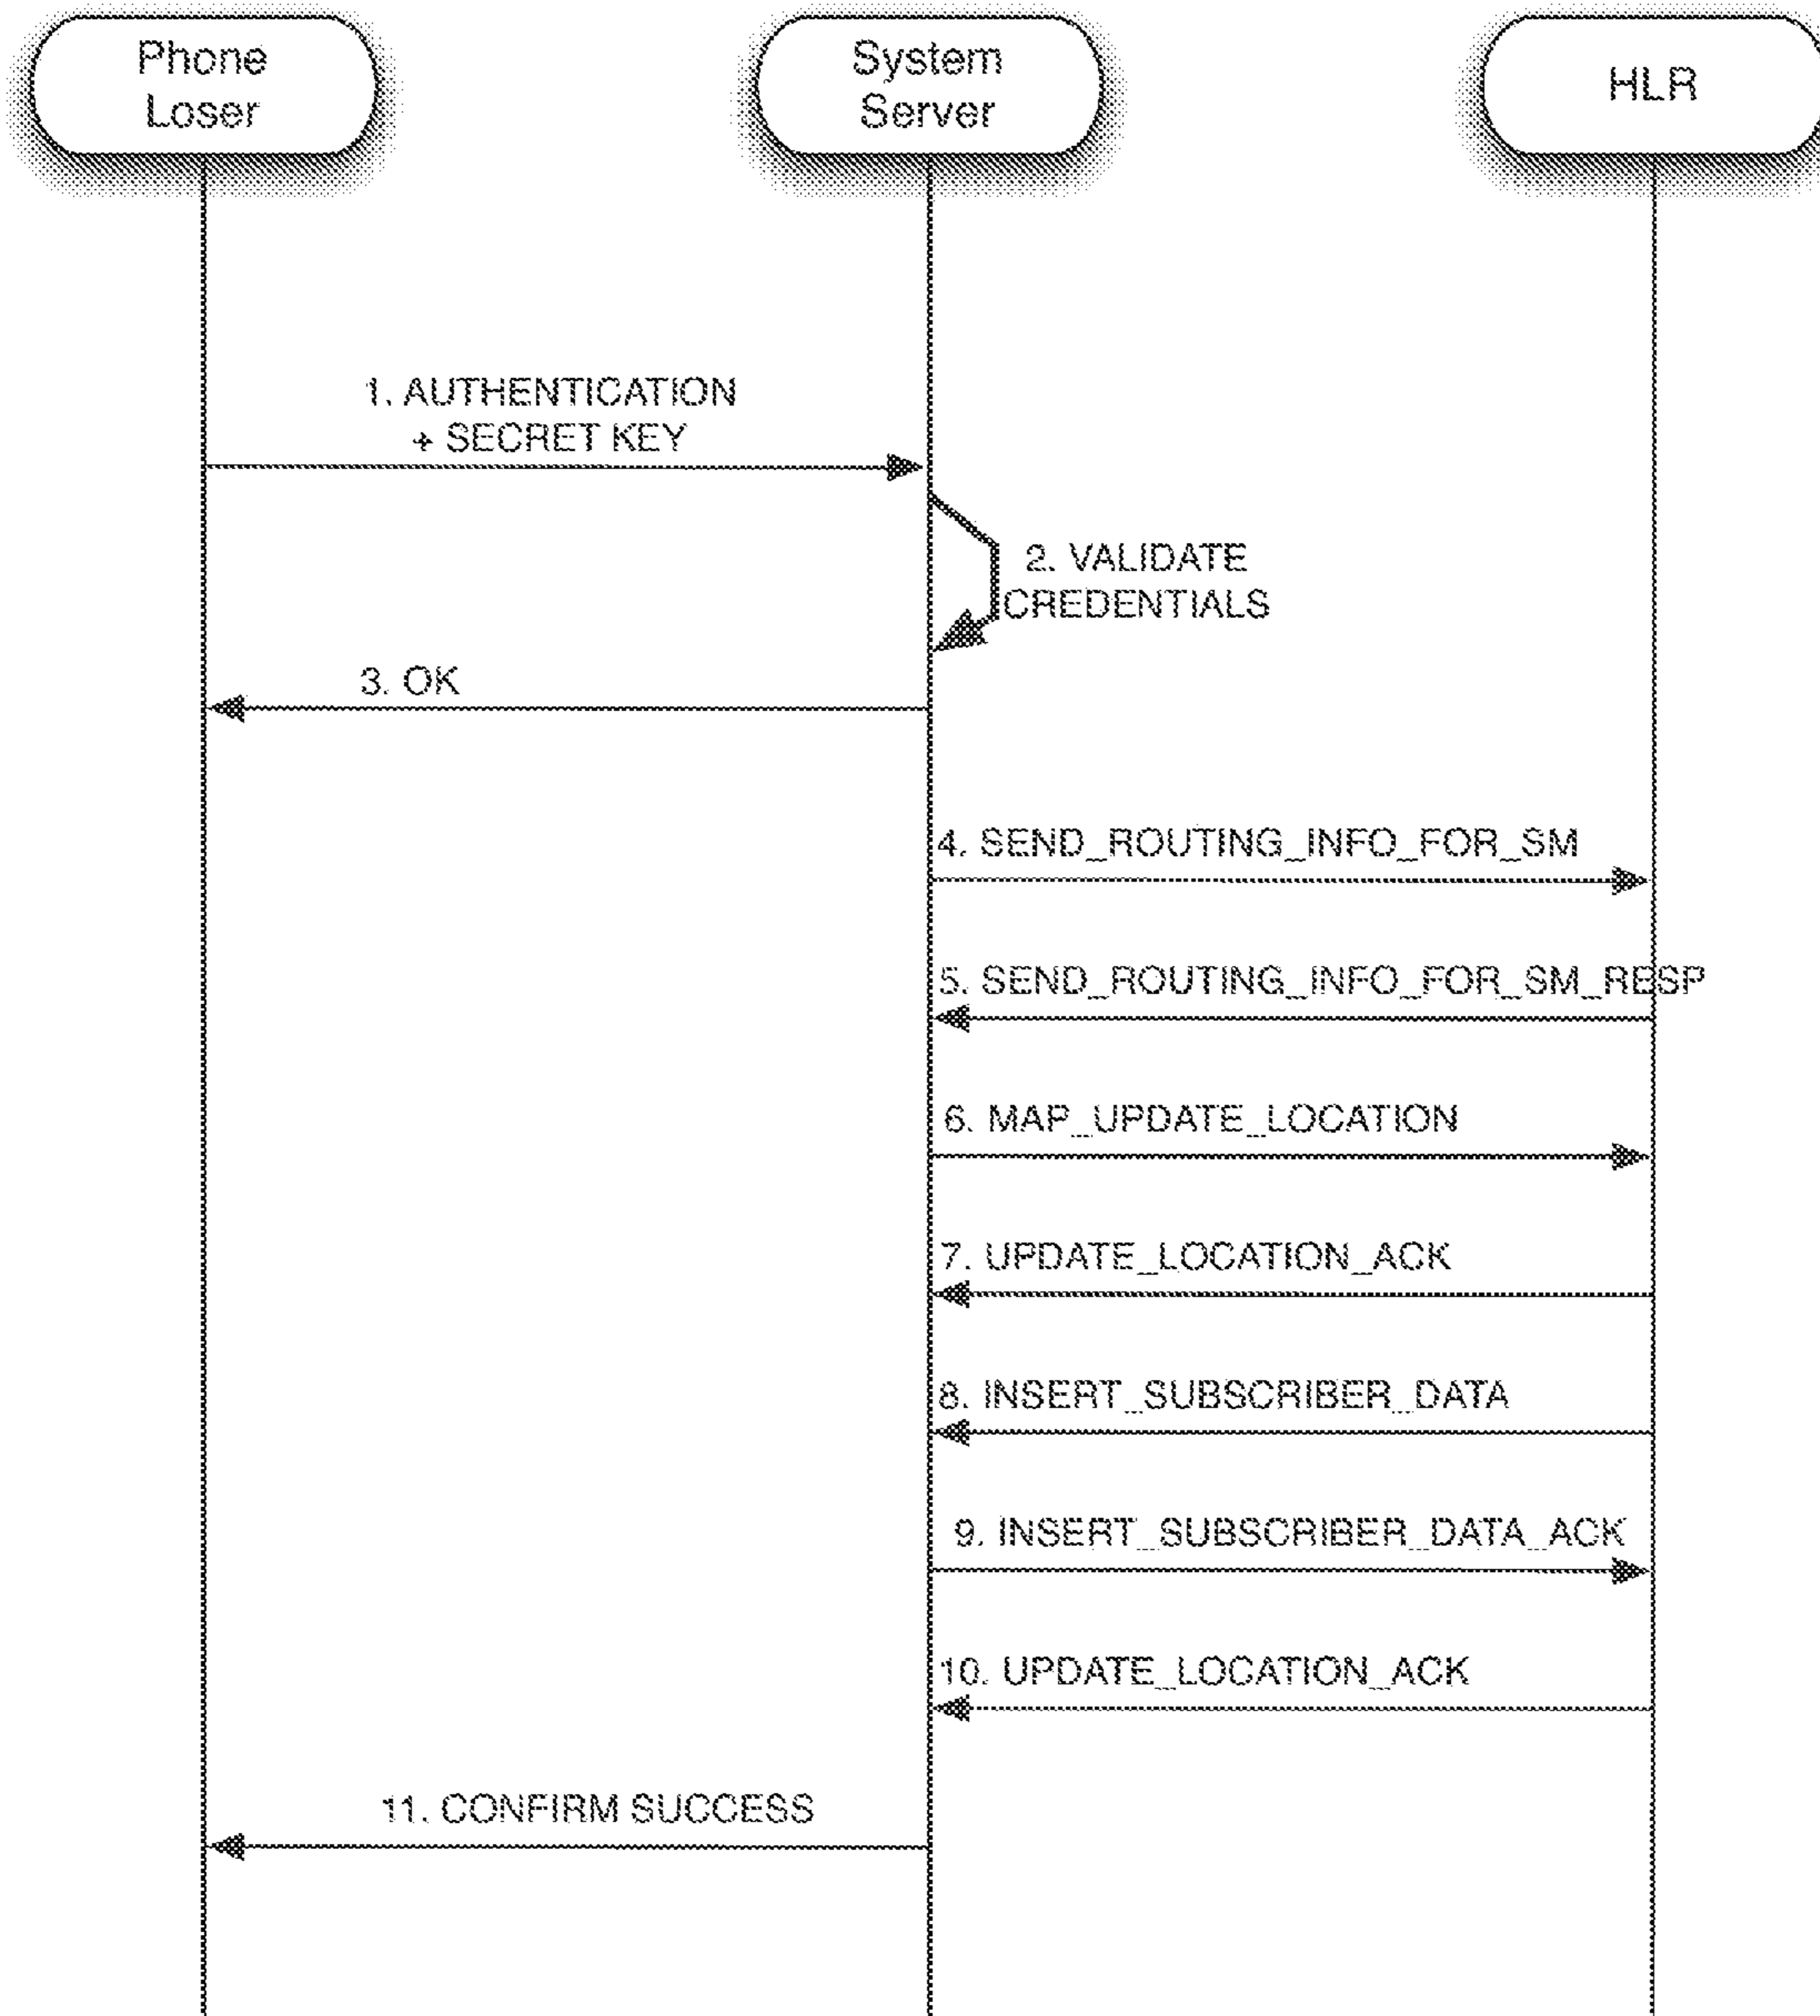 Phone
Loser
System
Server
HLR
1. AUTHENTICATION
+ SECRET KEY
2. VALIDATE
CREDENTIALS
3. OK
4. SEND_ROUTING_INFO_FOR_SM
5. SEND_ROUTING_INFO_FOR_SM_RESP
6. MAP_UPDATE_LOCATION
7. UPDATE_LOCATION_ACK
8. INSERT_SUBSCRIBER_DATA
9. INSERT_SUBSCRIBER_DATA_ACK
10. UPDATE_LOCATION_ACK
11. CONFIRM SUCCESS